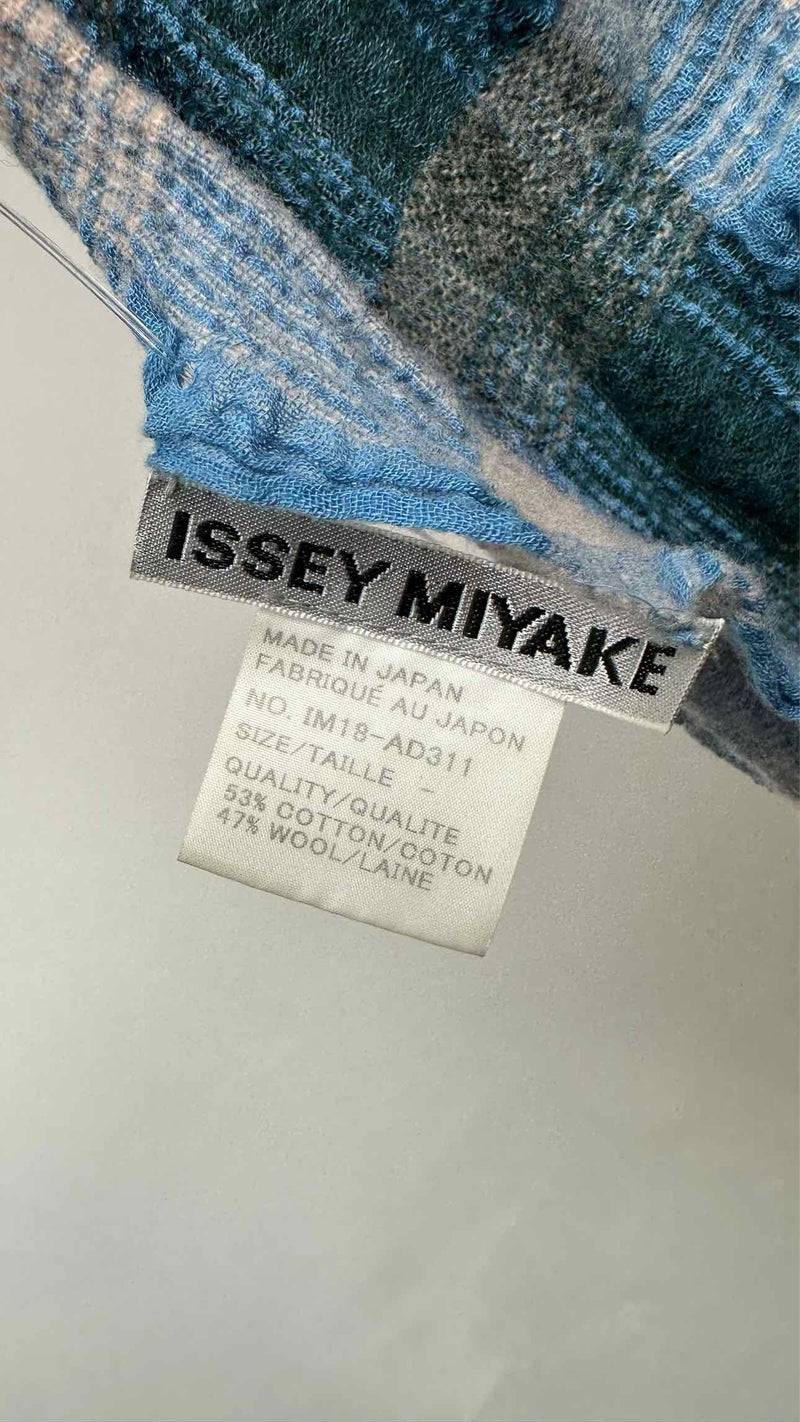 ISSEY MIYAKE
MADE IN JAPAN
FABRIQUÉ AU JAPON
NO. IM18-AD311
SIZE/TAILLE -
QUALITY/QUALITE
53% COTTON/COTON
47% WOOL/LAINE